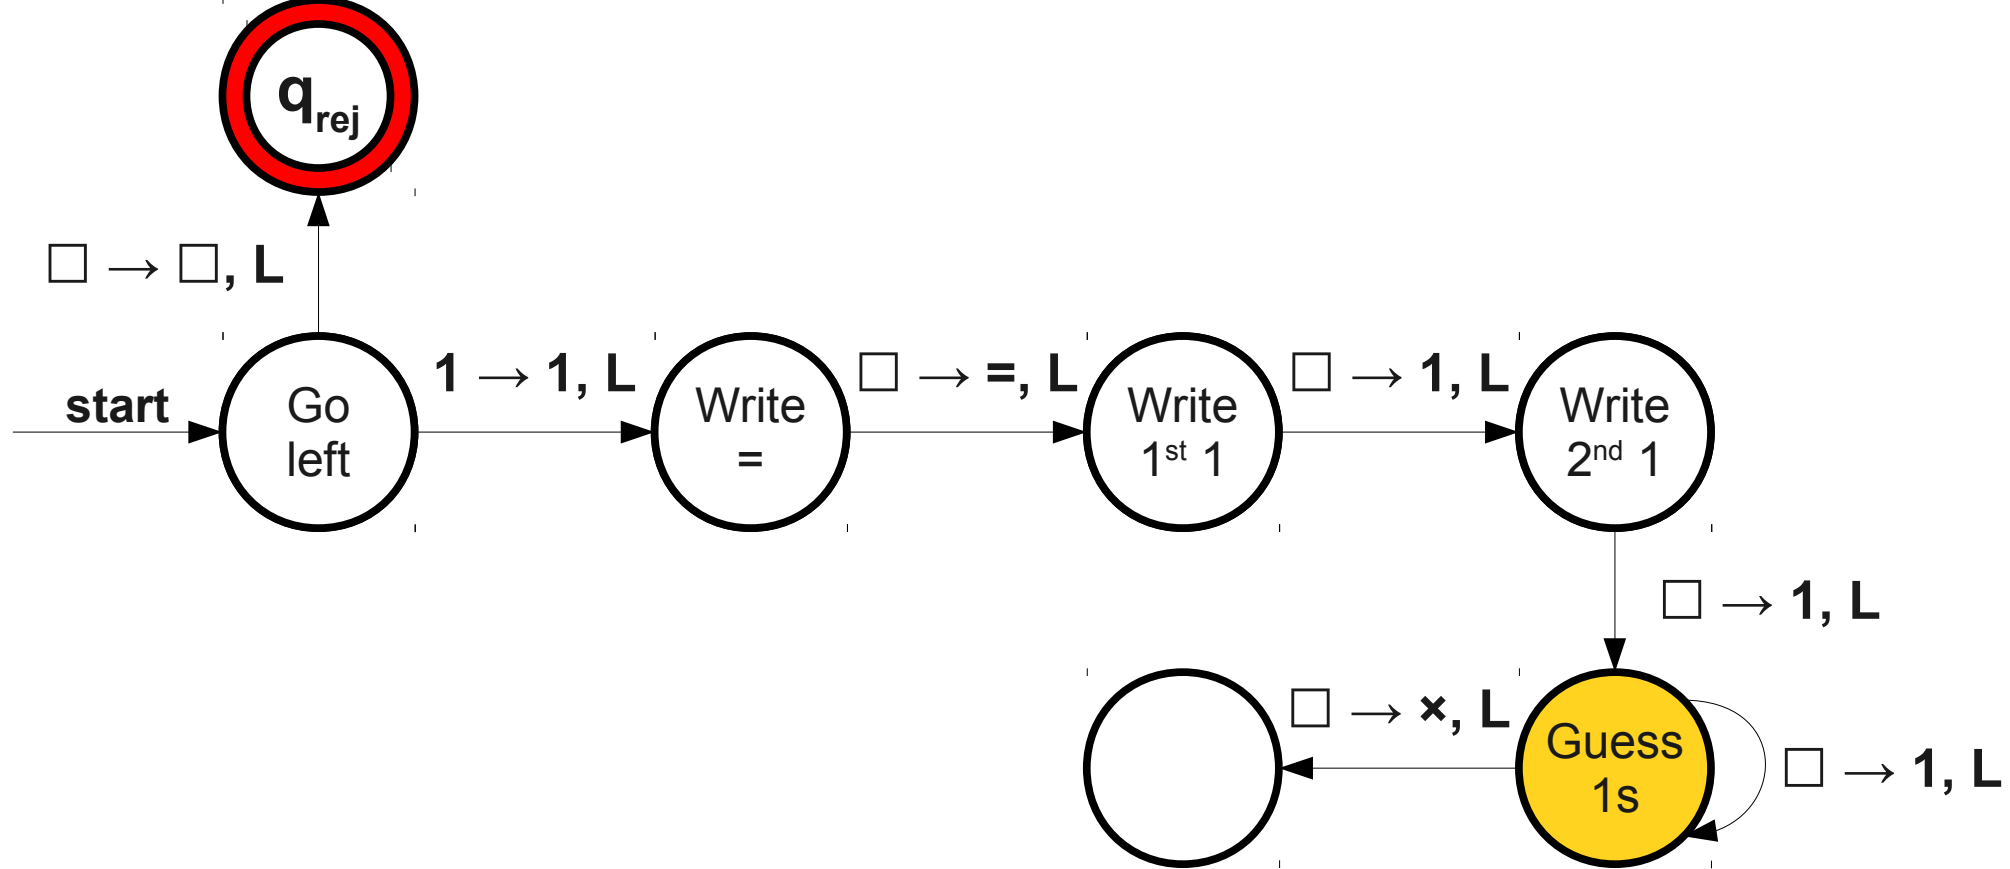 q_rej
□ → □, L
start
Go
left
1 → 1, L
Write
=
□ → =, L
Write
1st 1
□ → 1, L
Write
2nd 1
□ → 1, L
□ → ×, L
Guess
1s
□ → 1, L